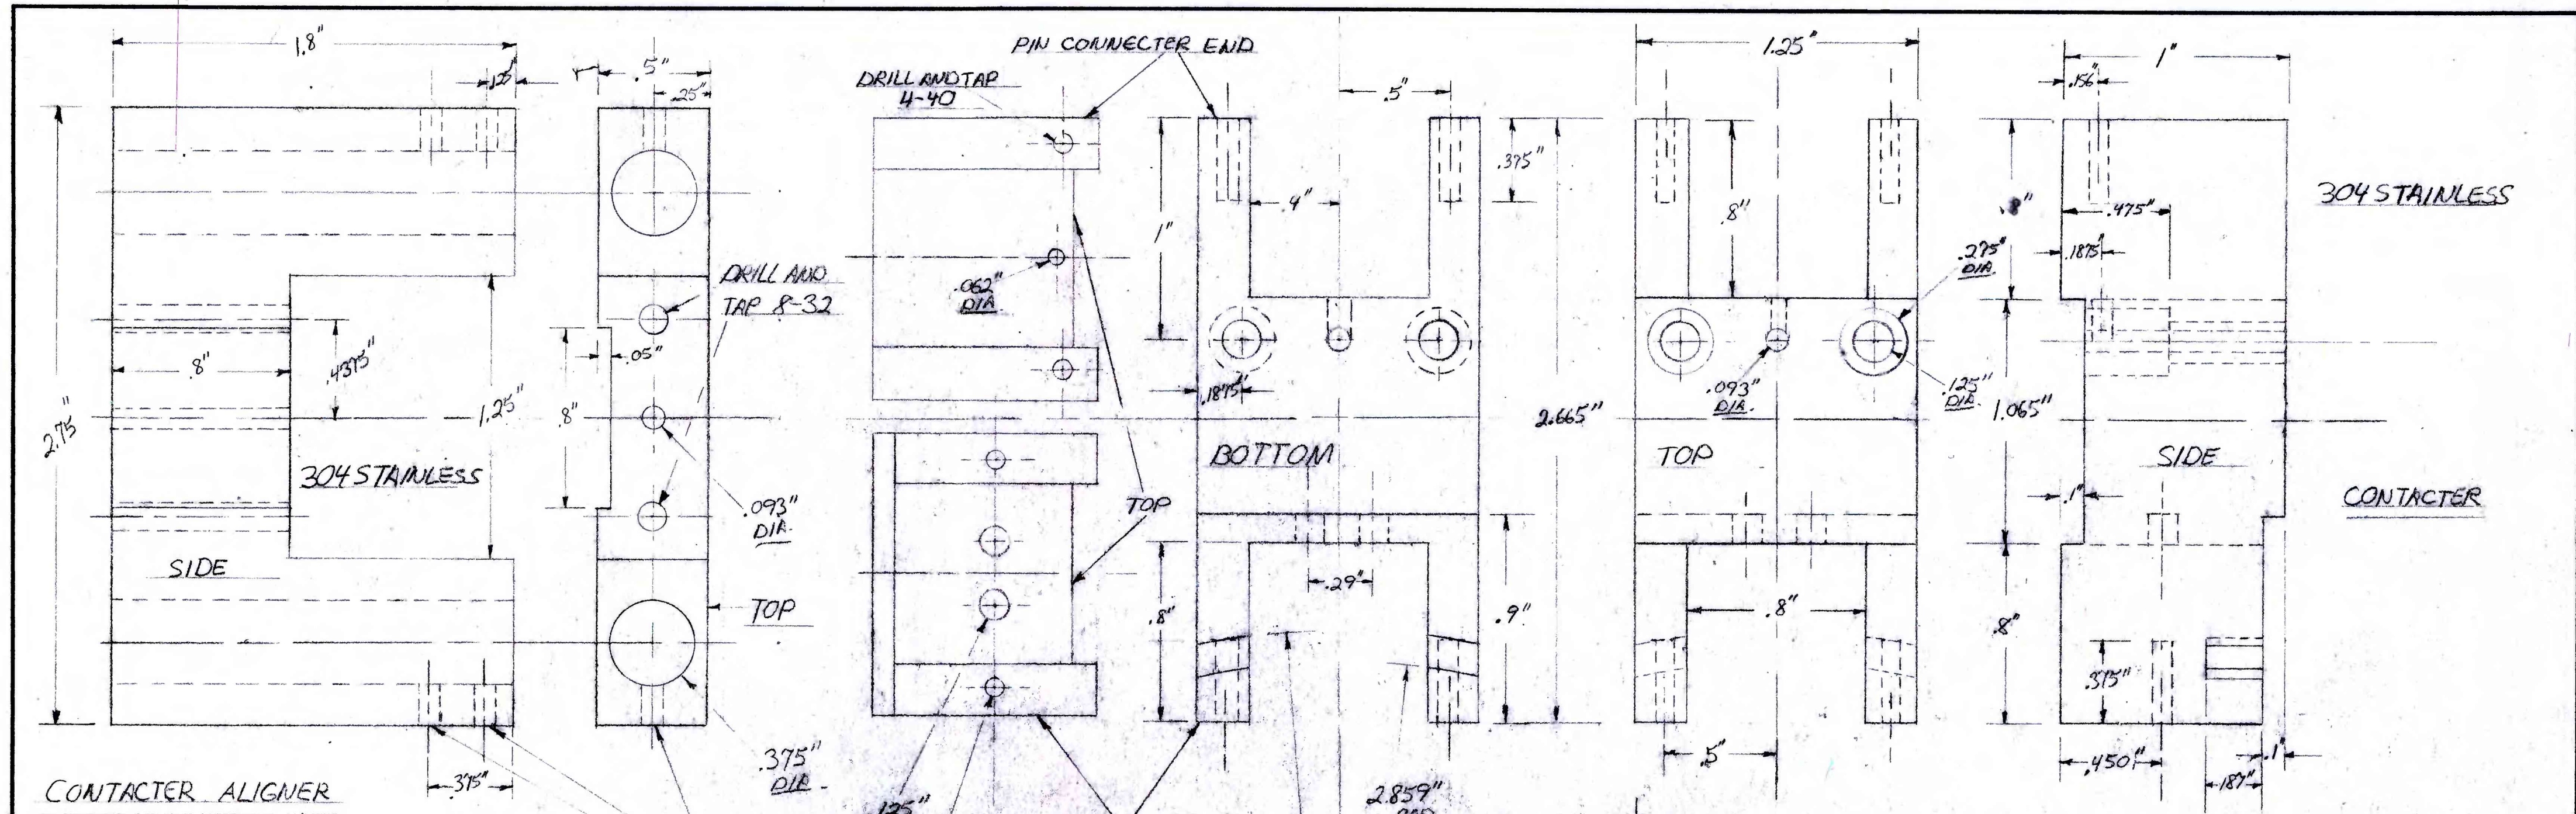 1.8"
.125"
.5"
.25"
2.75"
.8"
.4375"
1.25"
304 STAINLESS
SIDE
.375"
CONTACTER ALIGNER
DRILL AND
TAP 8-32
.05"
.8"
.093"
DIA.
TOP
.375"
DIA.
PIN CONNECTER END
DRILL AND TAP
4-40
.062"
DIA.
TOP
.125"
.5"
.375"
.4"
1"
.1875"
2.665"
BOTTOM
.29"
.8"
.9"
2.859"
1.25"
.8"
.275"
DIA.
.093"
DIA.
.125"
DIA.
TOP
.8"
.5"
1"
.156"
.8"
.475"
.1875"
1.065"
SIDE
.1"
.8"
.375"
.450"
.1"
.187"
304 STAINLESS
CONTACTER